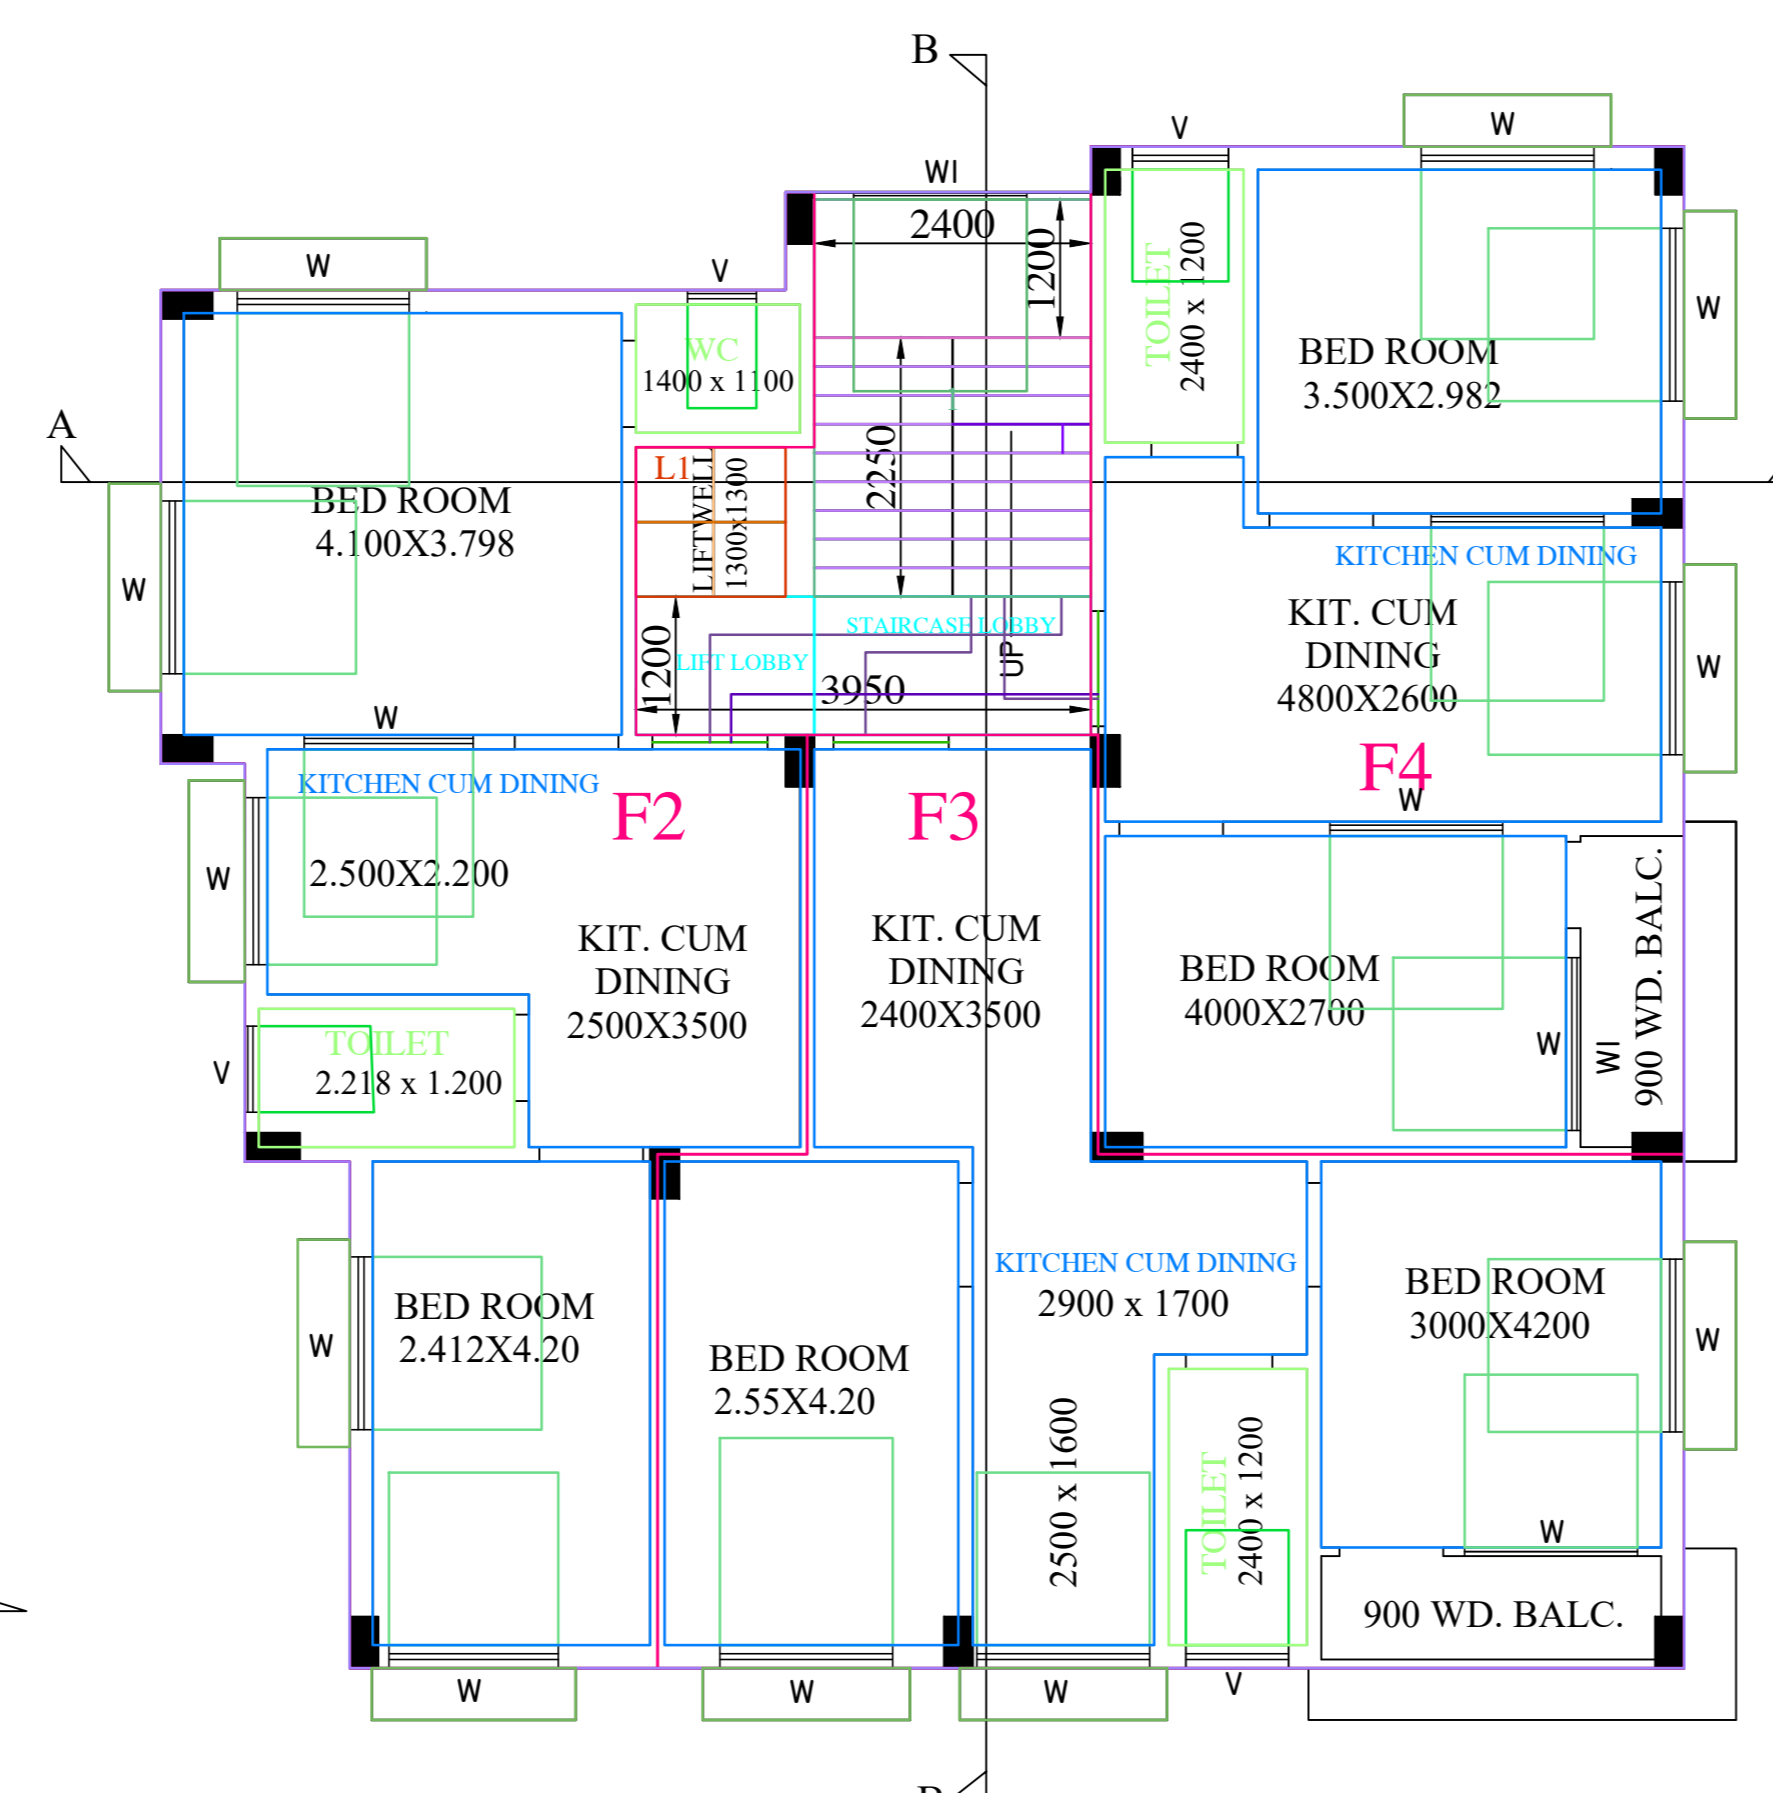 B
W
V
WI
2400
1200
V
W
W
TOILET
2400 x 1200
BED ROOM
3.500X2.982
WC
1400 x 1100
A
W
V
L1
LIFTWELL
1300x1300
2250
BED ROOM
4.100X3.798
W
KITCHEN CUM DINING
KIT. CUM
DINING
4800X2600
W
STAIRCASE LOBBY
LIFT LOBBY
1200
UP
3950
W
F4
W
KITCHEN CUM DINING
F2
F3
W
2.500X2.200
KIT. CUM
DINING
2500X3500
KIT. CUM
DINING
2400X3500
BED ROOM
4000X2700
W
WI
900 WD. BALC.
V
TOILET
2.218 x 1.200
KITCHEN CUM DINING
2900 x 1700
BED ROOM
3000X4200
W
BED ROOM
2.412X4.20
W
BED ROOM
2.55X4.20
2500 x 1600
TOILET
2400 x 1200
W
900 WD. BALC.
W
W
W
V